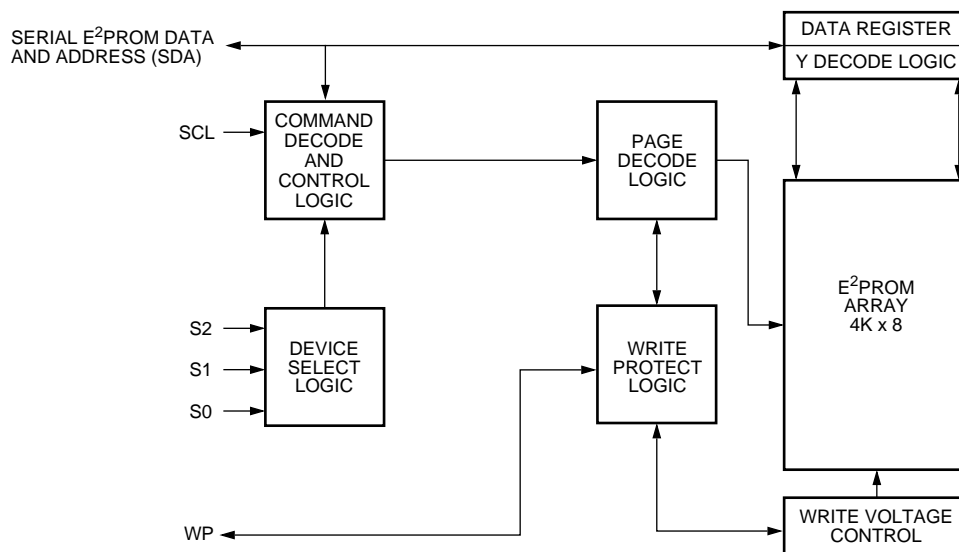 SERIAL E²PROM DATA
AND ADDRESS (SDA)
DATA REGISTER
Y DECODE LOGIC
SCL
COMMAND
DECODE
AND
CONTROL
LOGIC
PAGE
DECODE
LOGIC
E²PROM
ARRAY
4K x 8
S2
S1
S0
DEVICE
SELECT
LOGIC
WRITE
PROTECT
LOGIC
WP
WRITE VOLTAGE
CONTROL